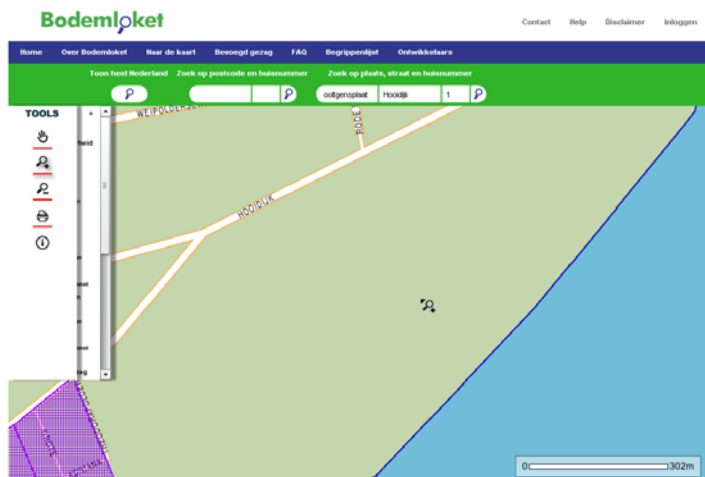 Bodemloket
Contact Help Disclaimer Inloggen
Home Over Bodemloket Naar de kaart Bevoegd gezag FAQ Begrippenlijst Ontwikkelaars
Toon heel Nederland Zoek op postcode en huisnummer Zoek op plaats, straat en huisnummer
ooltgensplaat Hooidijk 1
TOOLS
heid
HOOIDIJK
0 302m